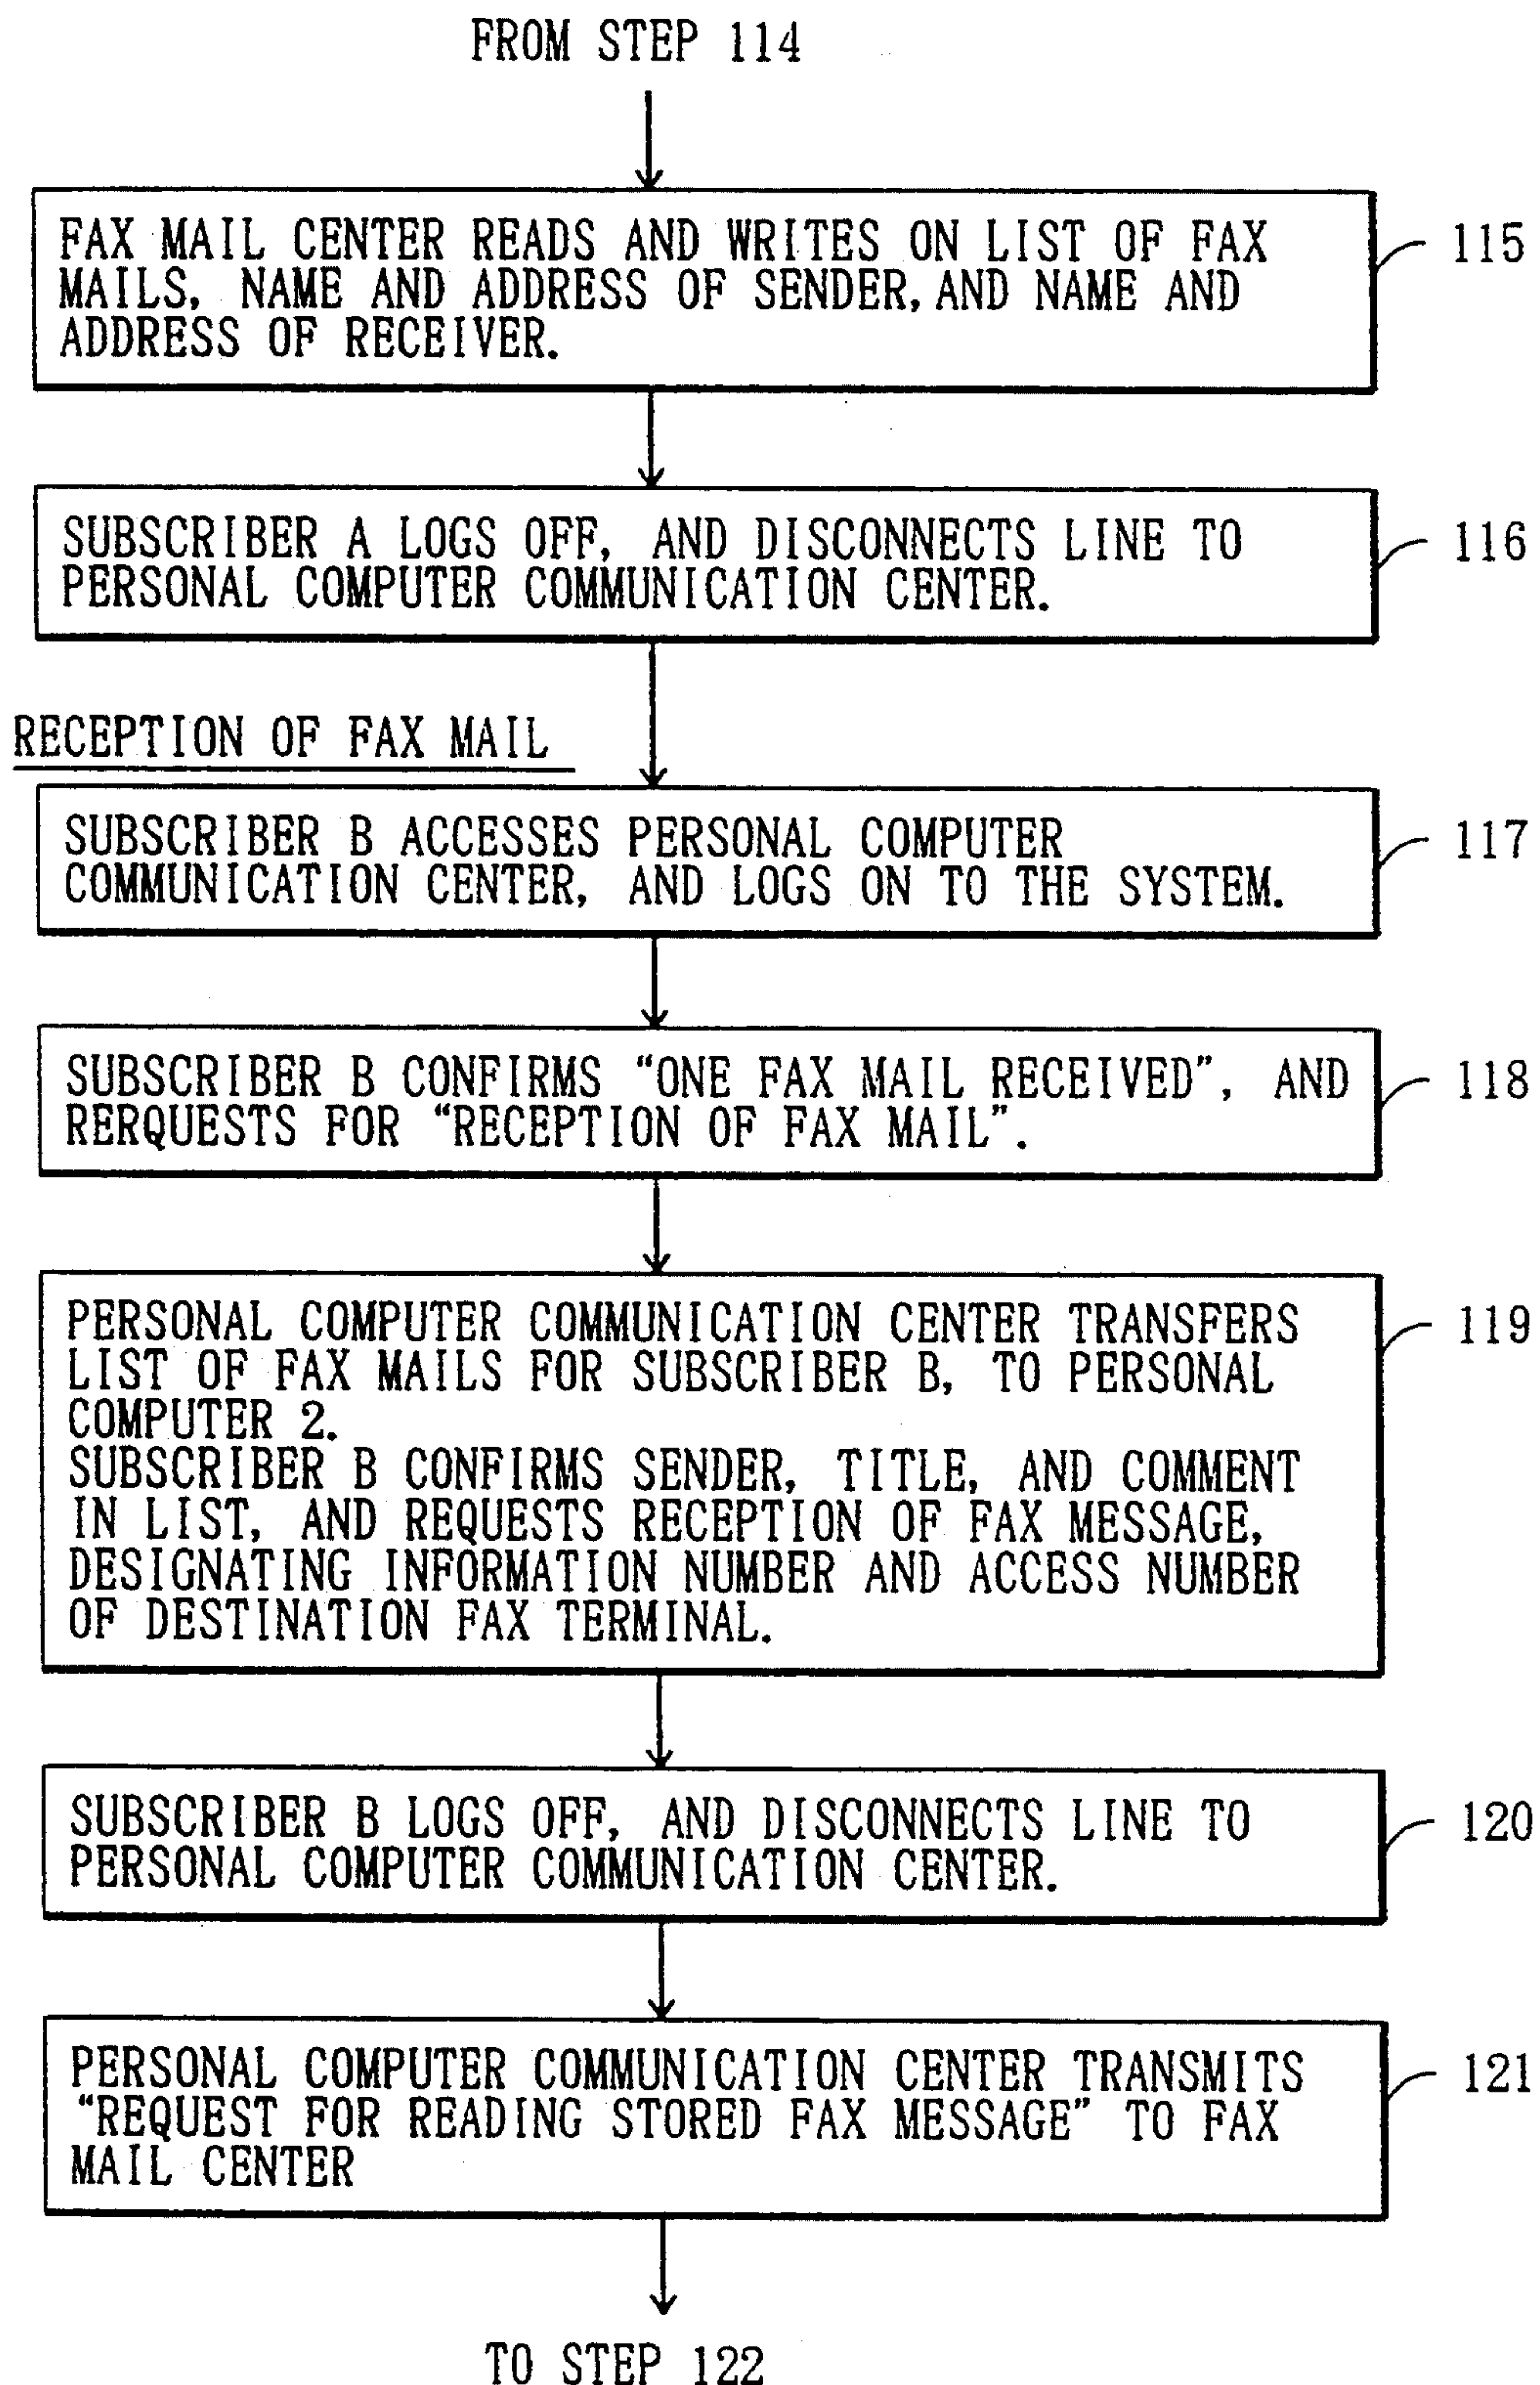 FROM STEP 114
FAX MAIL CENTER READS AND WRITES ON LIST OF FAX
MAILS, NAME AND ADDRESS OF SENDER, AND NAME AND
ADDRESS OF RECEIVER.
115
SUBSCRIBER A LOGS OFF, AND DISCONNECTS LINE TO
PERSONAL COMPUTER COMMUNICATION CENTER.
116
RECEPTION OF FAX MAIL
SUBSCRIBER B ACCESSES PERSONAL COMPUTER
COMMUNICATION CENTER, AND LOGS ON TO THE SYSTEM.
117
SUBSCRIBER B CONFIRMS “ONE FAX MAIL RECEIVED”, AND
RERQUESTS FOR “RECEPTION OF FAX MAIL”.
118
PERSONAL COMPUTER COMMUNICATION CENTER TRANSFERS
LIST OF FAX MAILS FOR SUBSCRIBER B, TO PERSONAL
COMPUTER 2.
SUBSCRIBER B CONFIRMS SENDER, TITLE, AND COMMENT
IN LIST, AND REQUESTS RECEPTION OF FAX MESSAGE,
DESIGNATING INFORMATION NUMBER AND ACCESS NUMBER
OF DESTINATION FAX TERMINAL.
119
SUBSCRIBER B LOGS OFF, AND DISCONNECTS LINE TO
PERSONAL COMPUTER COMMUNICATION CENTER.
120
PERSONAL COMPUTER COMMUNICATION CENTER TRANSMITS
“REQUEST FOR READING STORED FAX MESSAGE” TO FAX
MAIL CENTER
121
TO STEP 122